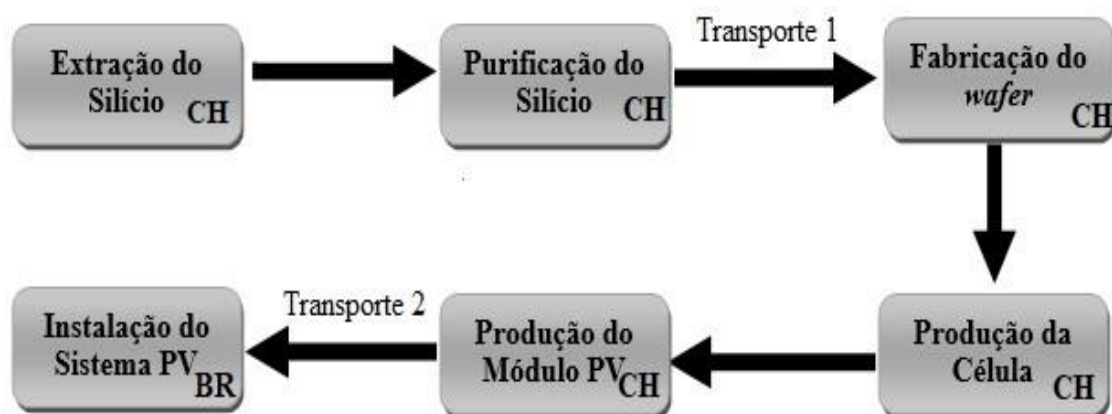 Extração do
Silício
CH
Purificação do
Silício
CH
Transporte 1
Fabricação do
wafer
CH
Produção da
Célula
CH
Produção do
Módulo PV
CH
Transporte 2
Instalação do
Sistema PV
BR